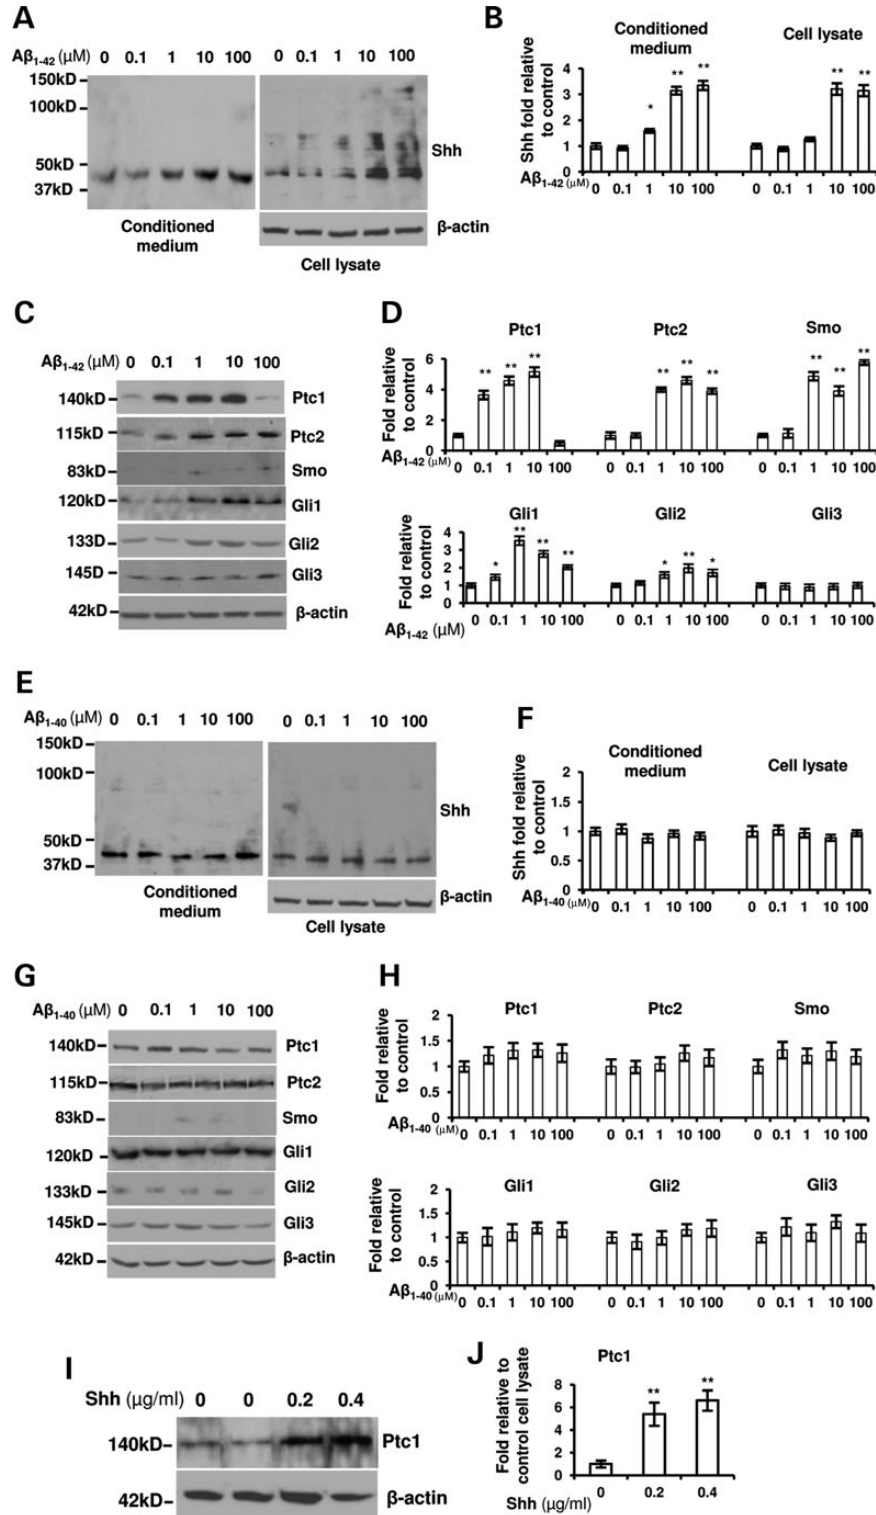 A
Aβ1-42 (µM) 0 0.1 1 10 100 0 0.1 1 10 100
150kD
100kD
50kD
37kD
Shh
β-actin
Conditioned
medium
Cell lysate
B
Conditioned
medium
Cell lysate
Shh fold relative
to control
4
3
2
1
0
* ** ** ** **
Aβ1-42 (µM) 0 0.1 1 10 100 0 0.1 1 10 100
C
Aβ1-42 (µM) 0 0.1 1 10 100
140kD Ptc1
115kD Ptc2
83kD Smo
120kD Gli1
133D Gli2
145D Gli3
42kD β-actin
D
Ptc1 Ptc2 Smo
Fold relative
to control
6
4
2
0
** ** ** ** ** ** ** ** **
Aβ1-42 (µM) 0 0.1 1 10 100 0 0.1 1 10 100 0 0.1 1 10 100
Gli1 Gli2 Gli3
Fold relative
to control
4
3
2
1
0
* ** ** ** * ** *
0 0.1 1 10 100 0 0.1 1 10 100 0 0.1 1 10 100
Aβ1-42 (µM)
E
Aβ1-40 (µM) 0 0.1 1 10 100 0 0.1 1 10 100
150kD
100kD
50kD
37kD
Shh
β-actin
Conditioned
medium
Cell lysate
F
Conditioned
medium
Cell lysate
Shh fold relative
to control
2
1.5
1
0.5
0
Aβ1-40 (µM) 0 0.1 1 10 100 0 0.1 1 10 100
G
Aβ1-40 (µM) 0 0.1 1 10 100
140kD Ptc1
115kD Ptc2
83kD Smo
120kD Gli1
133kD Gli2
145kD Gli3
42kD β-actin
H
Ptc1 Ptc2 Smo
Fold relative
to control
2
1.5
1
0.5
0
Aβ1-40 (µM) 0 0.1 1 10 100 0 0.1 1 10 100 0 0.1 1 10 100
Gli1 Gli2 Gli3
Fold relative
to control
2
1.5
1
0.5
0
Aβ1-40 (µM) 0 0.1 1 10 100 0 0.1 1 10 100 0 0.1 1 10 100
I
Shh (µg/ml) 0 0 0.2 0.4
140kD Ptc1
42kD β-actin
J
Ptc1
Fold relative to
control cell lysate
8
6
4
2
0
** **
0 0.2 0.4
Shh (µg/ml)